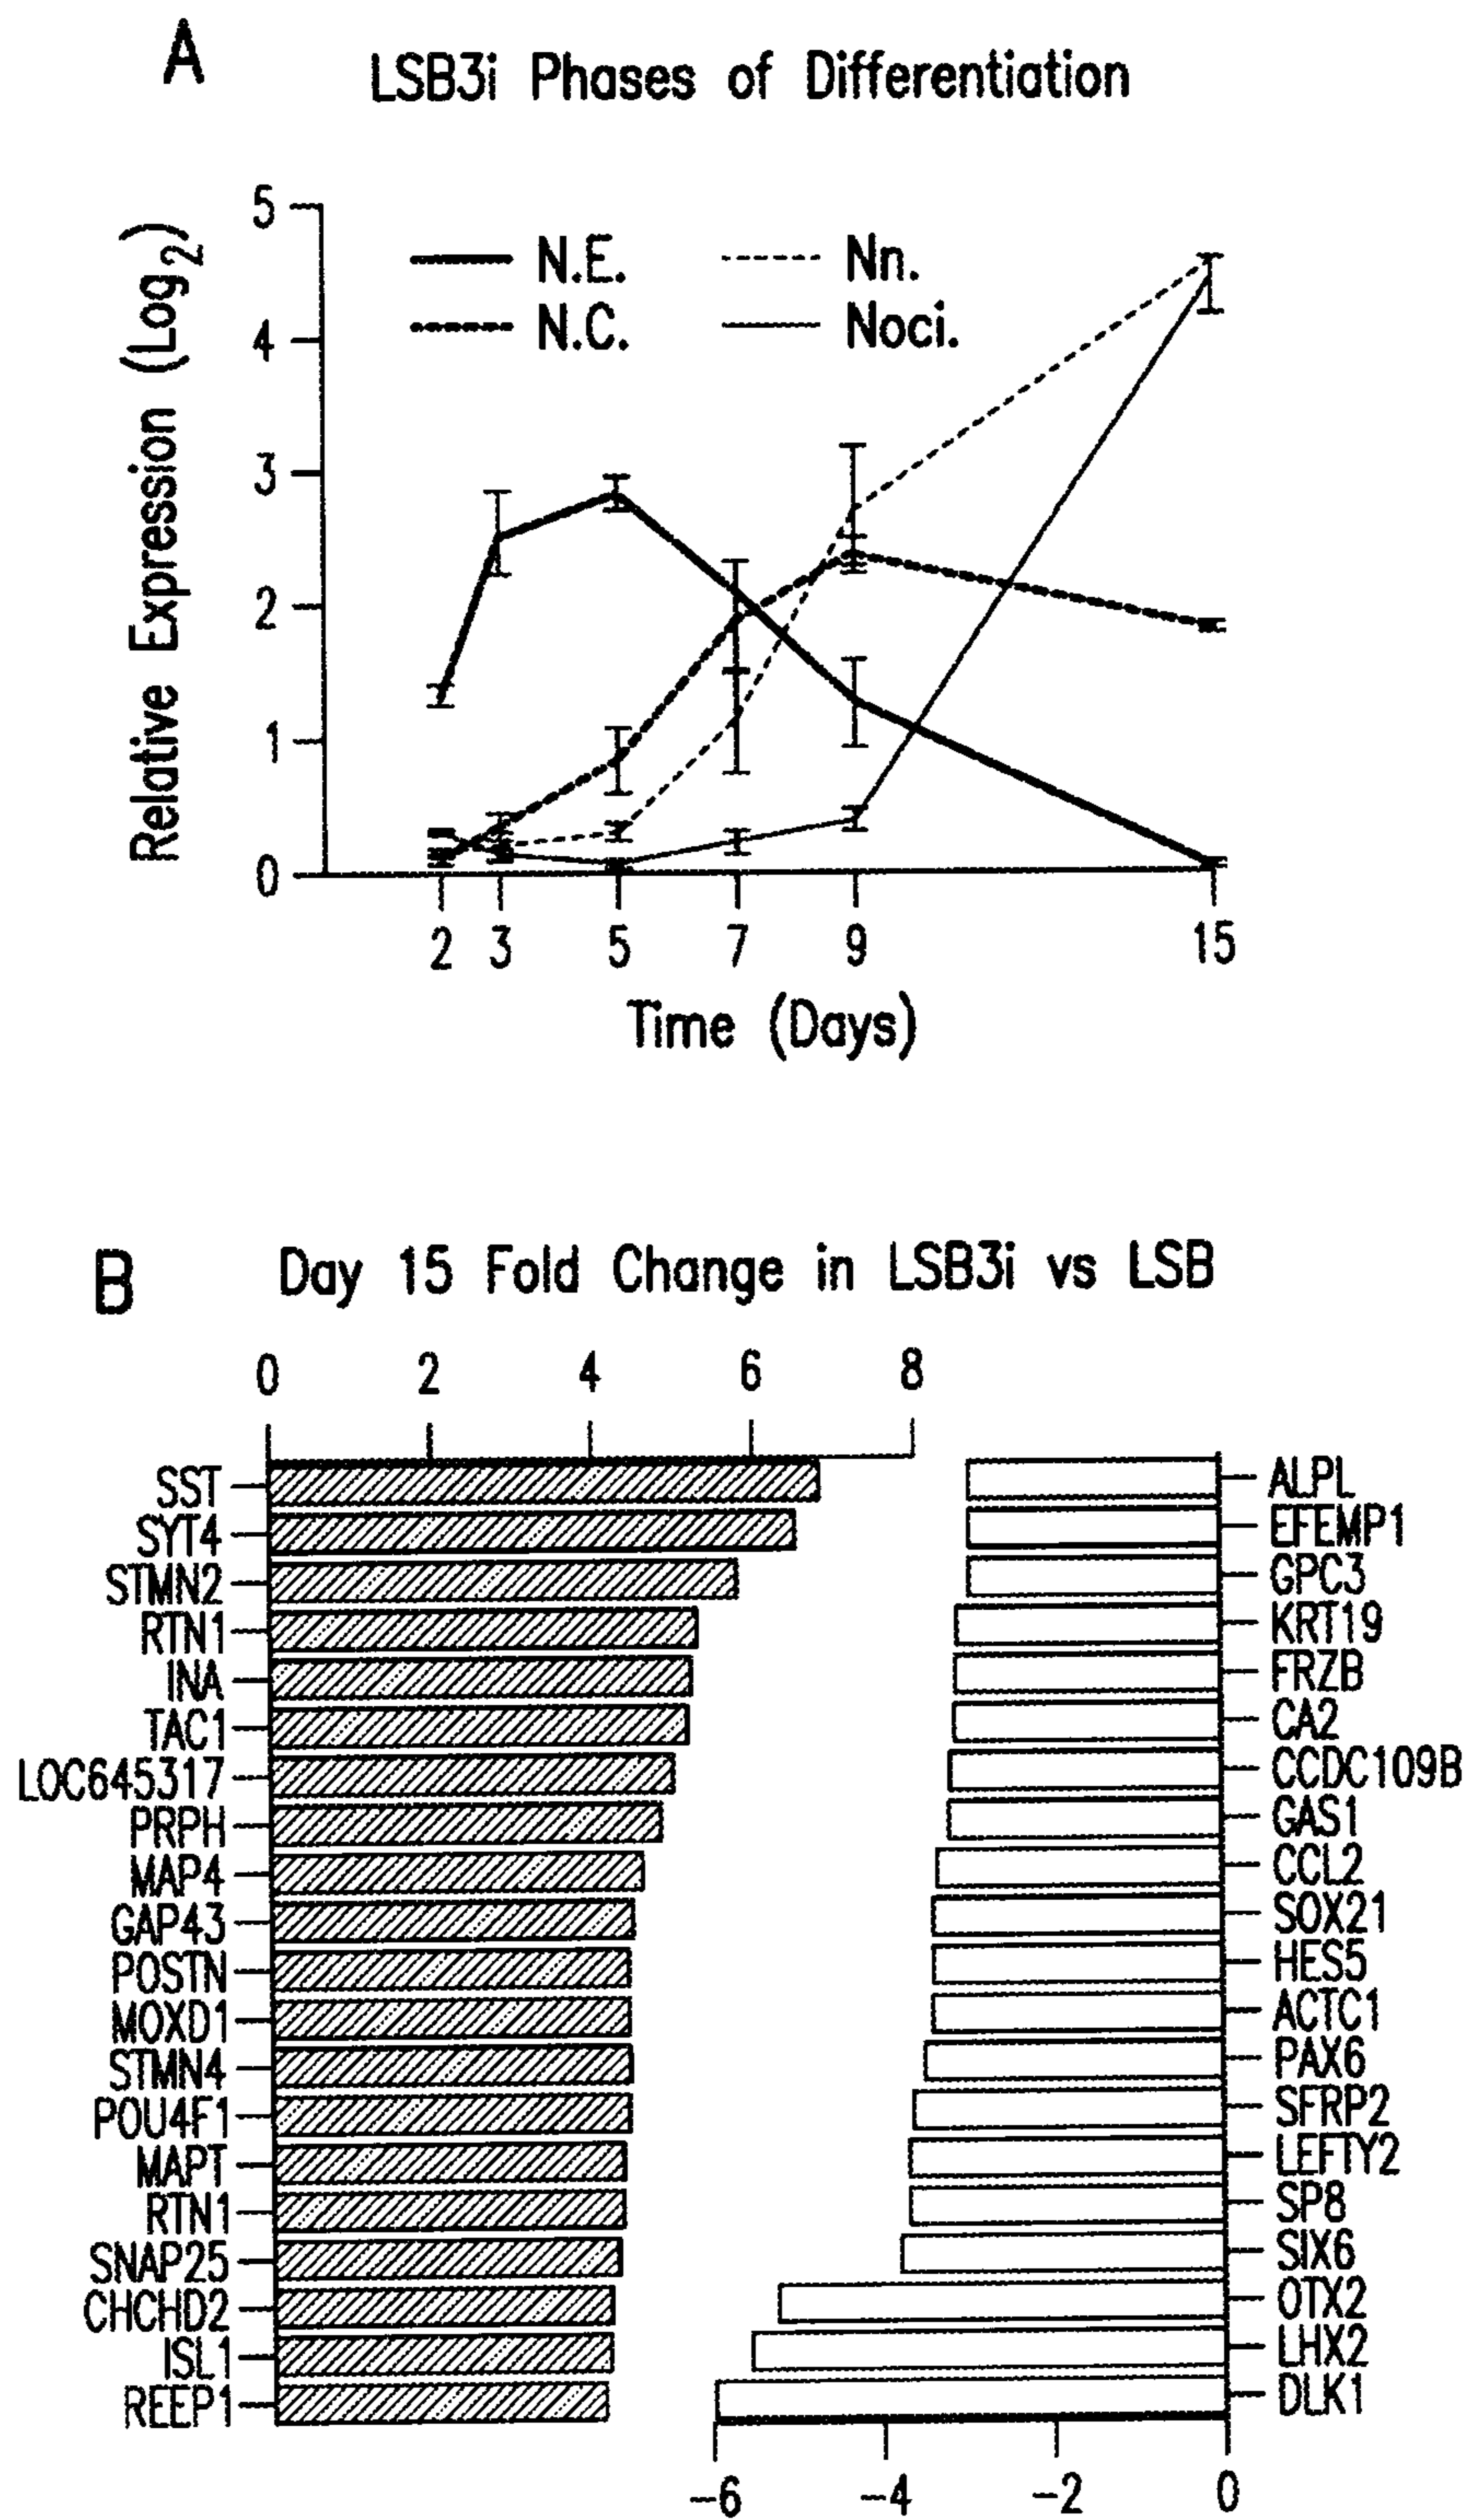 A
LSB3i Phases of Differentiation
Relative Expression (Log2)
5
4
3
2
1
0
N.E.
N.C.
Nn.
Noci.
2 3 5 7 9 15
Time (Days)
B
Day 15 Fold Change in LSB3i vs LSB
0 2 4 6 8
SST
SYT4
STMN2
RTN1
INA
TAC1
LOC645317
PRPH
MAP4
GAP43
POSTN
MOXD1
STMN4
POU4F1
MAPT
RTN1
SNAP25
CHCHD2
ISL1
REEP1
ALPL
EFEMP1
GPC3
KRT19
FRZB
CA2
CCDC109B
GAS1
CCL2
SOX21
HES5
ACTC1
PAX6
SFRP2
LEFTY2
SP8
SIX6
OTX2
LHX2
DLK1
-6 -4 -2 0